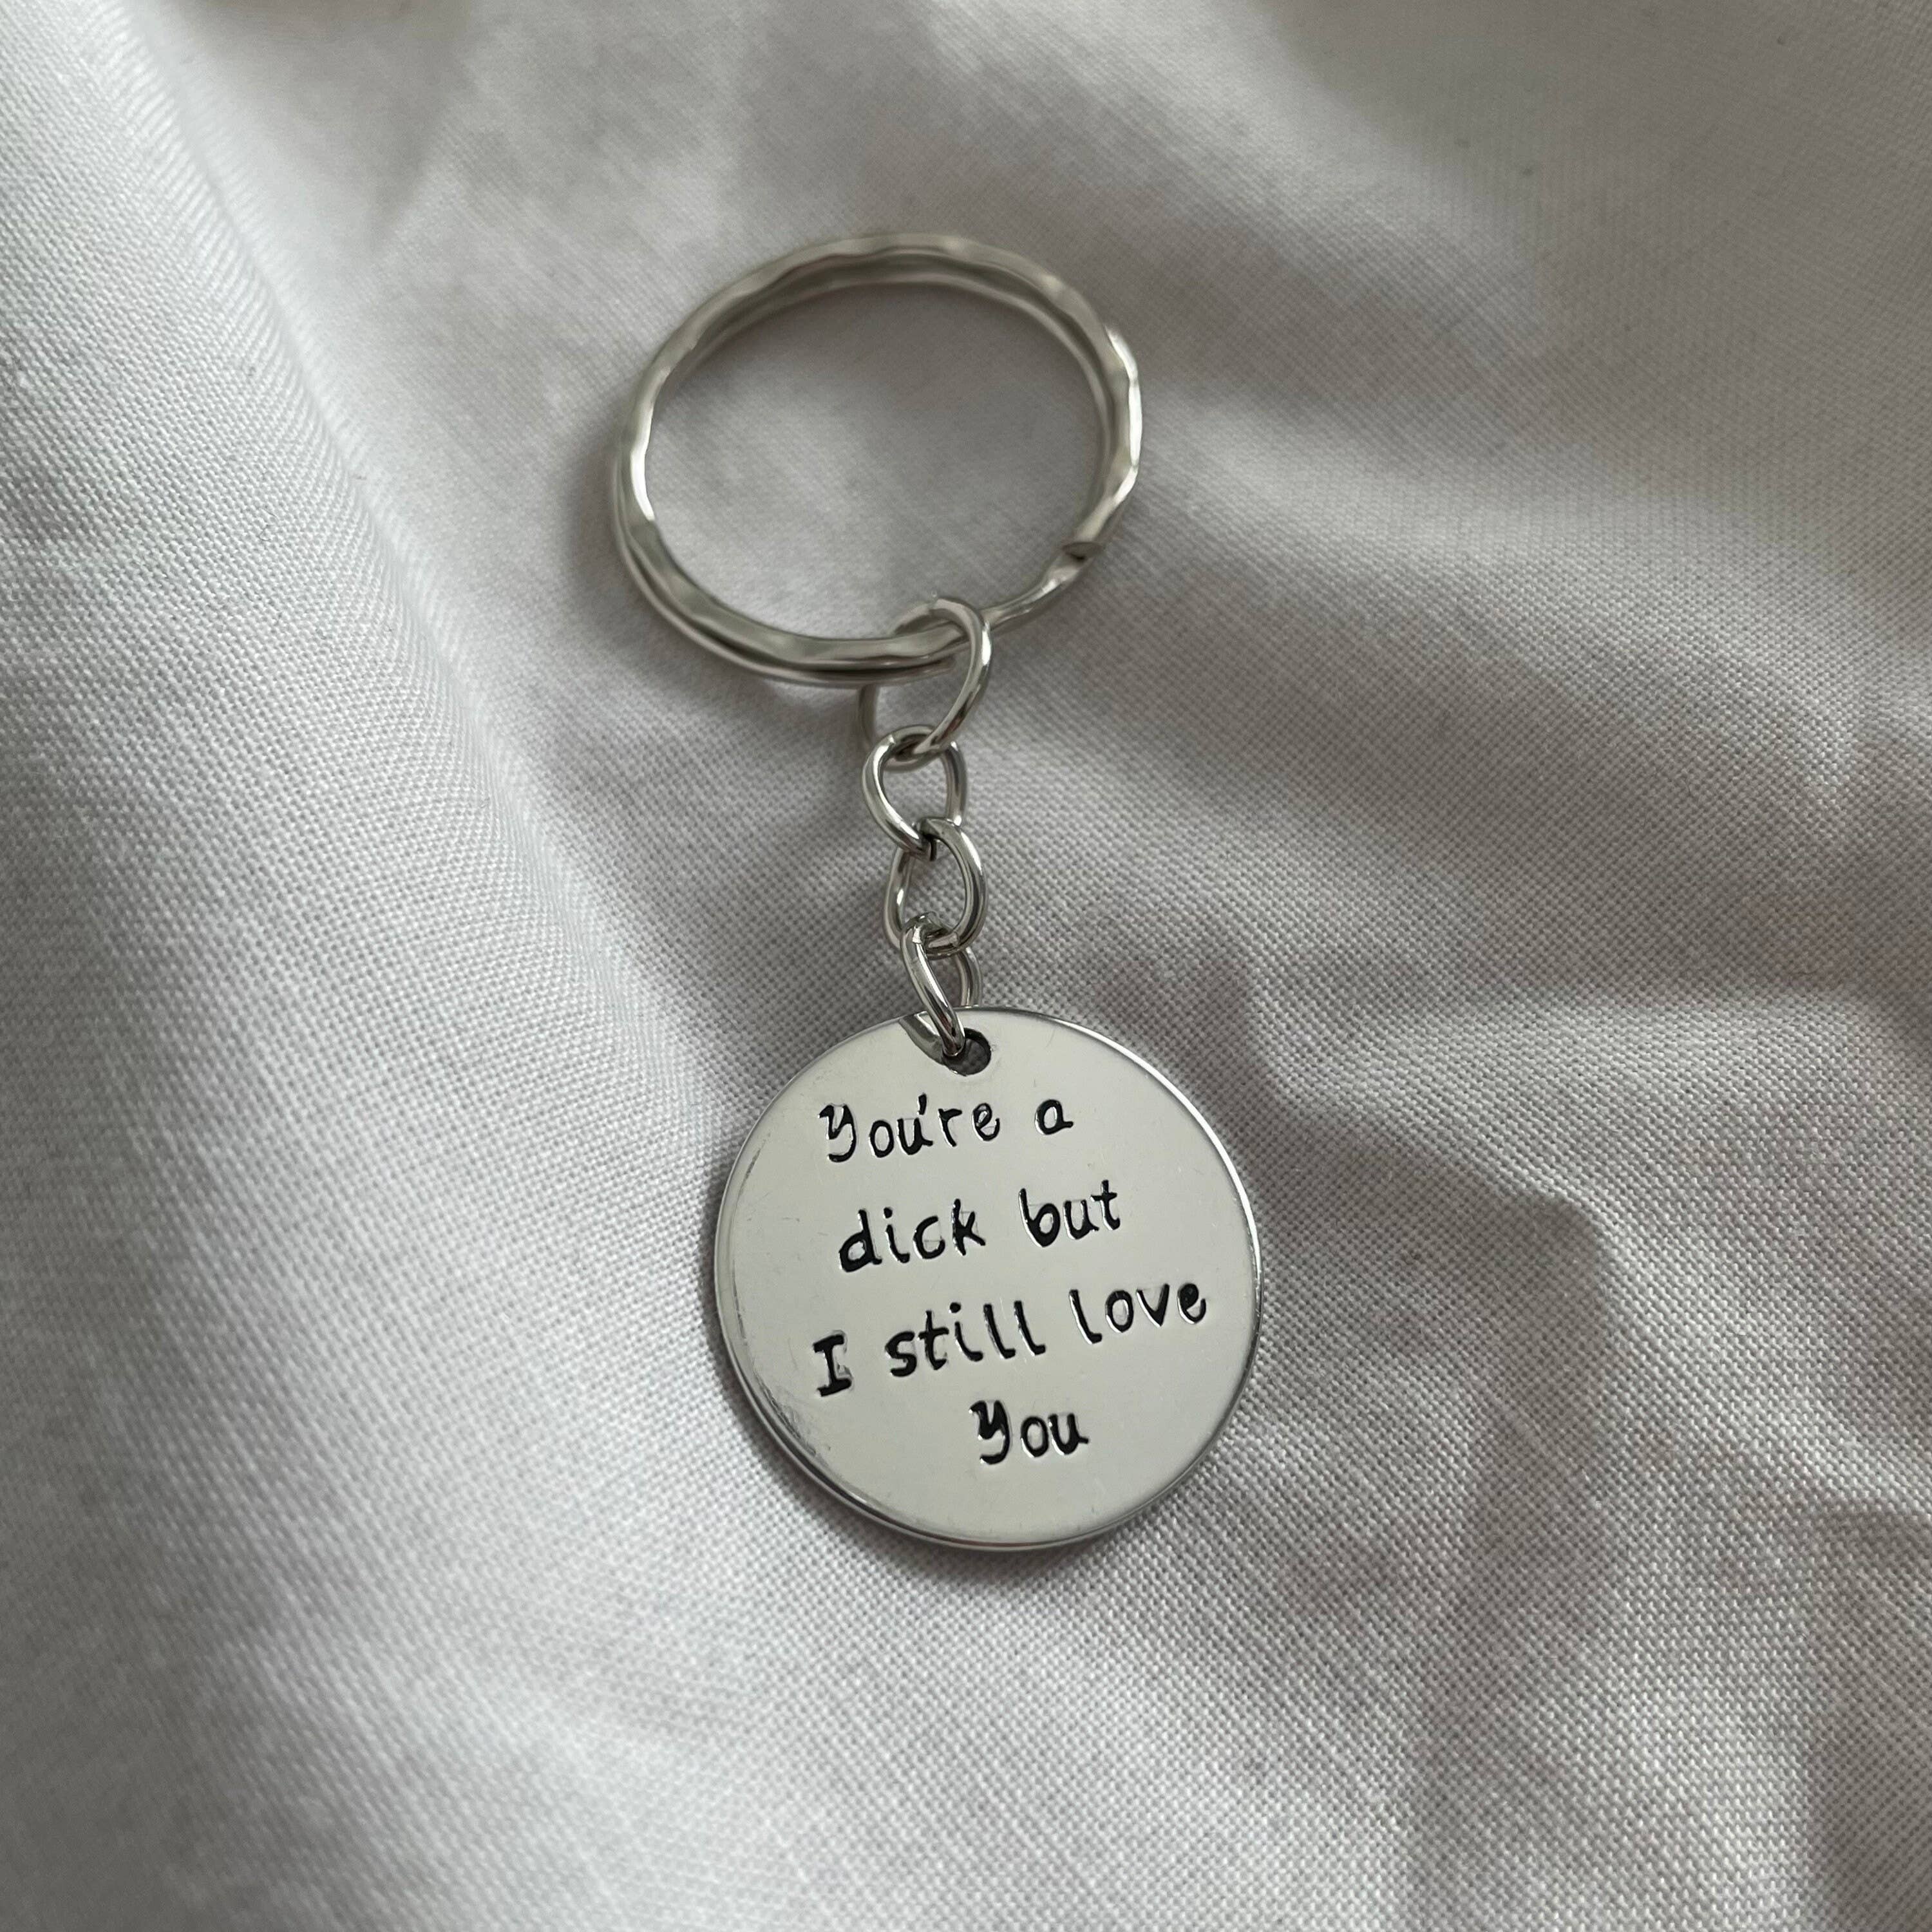 You're a
dick but
I still love
You